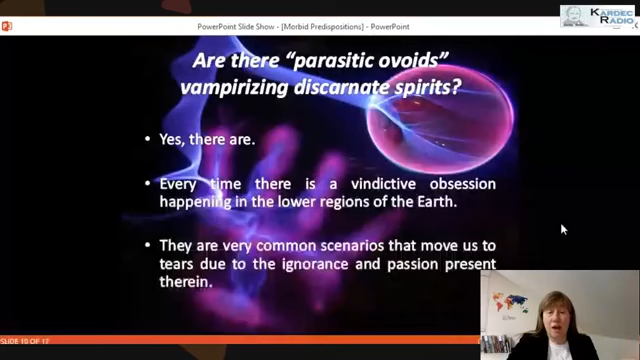 PowerPoint Slide Show - [Morbid Predispositions] - PowerPoint
KARDEC
RADIO
Are there “parasitic ovoids”
vampirizing discarnate spirits?
• Yes, there are.
• Every time there is a vindictive obsession
happening in the lower regions of the Earth.
• They are very common scenarios that move us to
tears due to the ignorance and passion present
therein.
SLIDE 10 OF 17